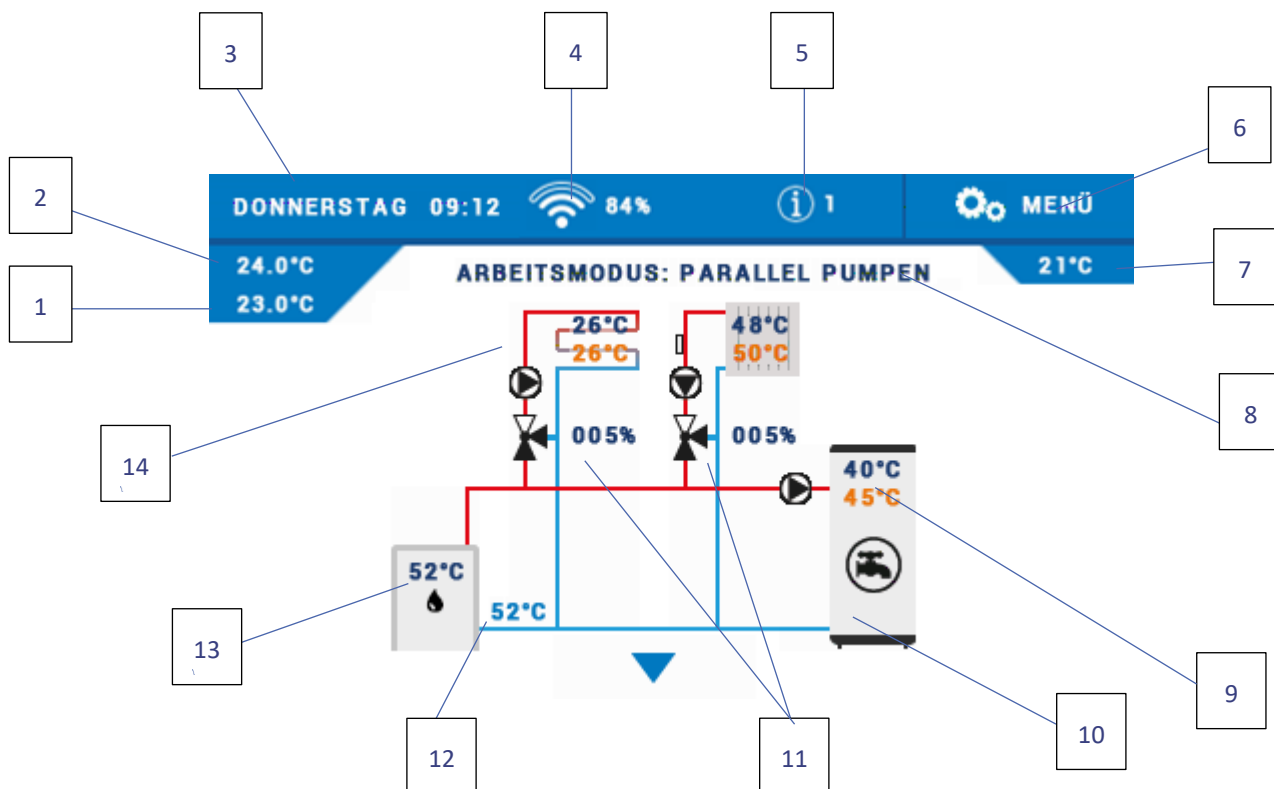 3
4
5
6
2
DONNERSTAG 09:12 84% i 1 MENÜ
24.0°C
ARBEITSMODUS: PARALLEL PUMPEN
21°C
7
1
23.0°C
26°C
48°C
26°C
50°C
8
14
005%
005%
40°C
45°C
52°C
52°C
13
9
12
11
10